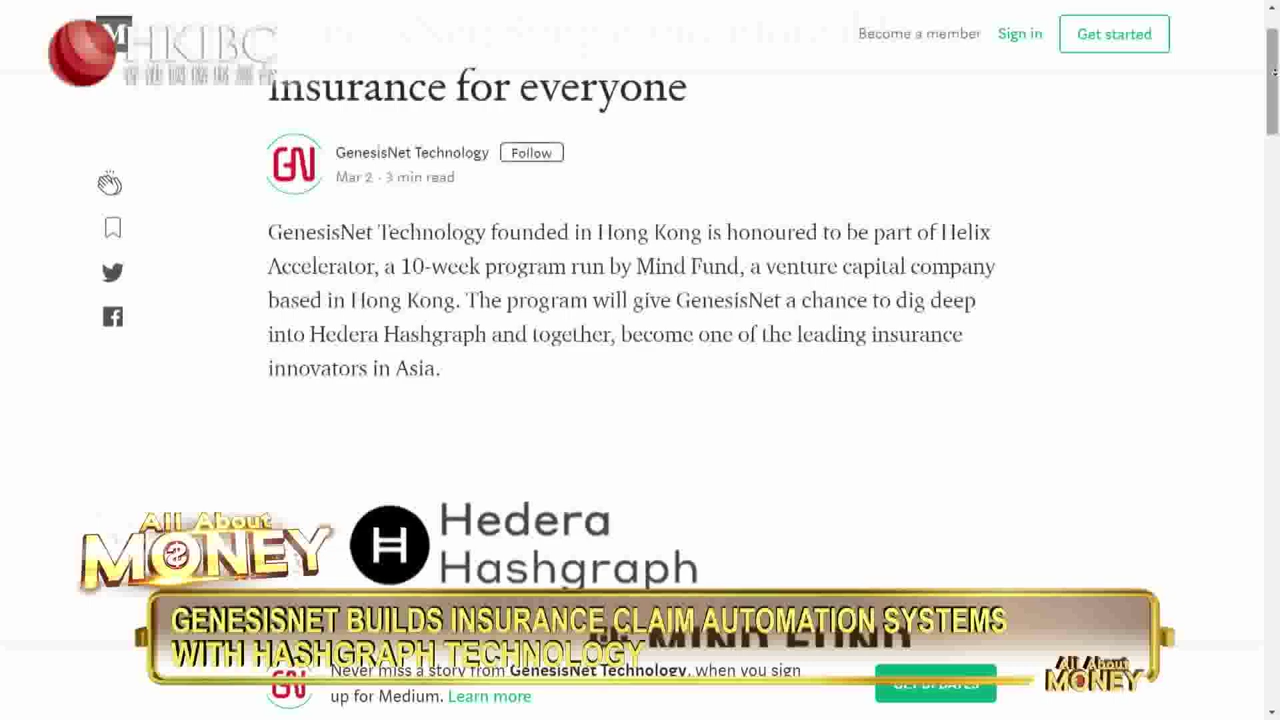 M
HKIBC
Become a member
Sign in
Get started
Insurance for everyone
GN
GenesisNet Technology
Follow
Mar 2 · 3 min read
GenesisNet Technology founded in Hong Kong is honoured to be part of Helix
Accelerator, a 10-week program run by Mind Fund, a venture capital company
based in Hong Kong. The program will give GenesisNet a chance to dig deep
into Hedera Hashgraph and together, become one of the leading insurance
innovators in Asia.
All About
MONEY
H
Hedera
Hashgraph
MIND FUND
GENESISNET BUILDS INSURANCE CLAIM AUTOMATION SYSTEMS
WITH HASHGRAPH TECHNOLOGY
GN
Never miss a story from GenesisNet Technology, when you sign
up for Medium. Learn more
GET UPDATES
All About
MONEY